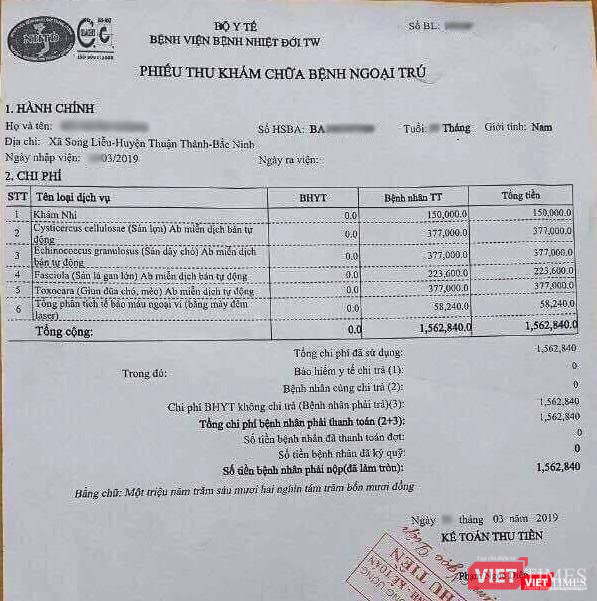 NHTD
BỘ Y TẾ
BỆNH VIỆN BỆNH NHIỆT ĐỚI TW
Số BL:
PHIẾU THU KHÁM CHỮA BỆNH NGOẠI TRÚ
1. HÀNH CHÍNH
Họ và tên: Số HSBA: BA Tuổi: Tháng Giới tính: Nam
Địa chỉ: Xã Song Liễu-Huyện Thuận Thành-Bắc Ninh
Ngày nhập viện: 03/2019 Ngày ra viện:
2. CHI PHÍ
STT Tên loại dịch vụ BHYT Bệnh nhân TT Tổng tiền
1 Khám Nhi 0.0 150,000.0 150,000.0
2 Cysticercus cellulosae (Sán lợn) Ab miễn dịch bán tự động 0.0 377,000.0 377,000.0
3 Echinococcus granulosus (Sán dây chó) Ab miễn dịch bán tự động 0.0 377,000.0 377,000.0
4 Fasciola (Sán lá gan lớn) Ab miễn dịch tự động 0.0 223,600.0 223,600.0
5 Toxocara (Giun đũa chó, mèo) Ab miễn dịch tự động 0.0 377,000.0 377,000.0
6 Tổng phân tích tế bào máu ngoại vi (bằng máy đếm laser) 0.0 58,240.0 58,240.0
Tổng cộng: 0.0 1,562,840.0 1,562,840.0
Tổng chi phí đã sử dụng: 1,562,840
Trong đó: Bảo hiểm y tế chi trả (1): 0
Bệnh nhân cùng chi trả (2): 0
Chi phí BHYT không chi trả (Bệnh nhân phải trả)(3): 1,562,840
Tổng chi phí bệnh nhân phải thanh toán (2+3): 1,562,840
Số tiền bệnh nhân đã thanh toán đợt: 0
Số tiền bệnh nhân đã ký quỹ: 0
Số tiền bệnh nhân phải nộp(đã làm tròn): 1,562,840
Bằng chữ: Một triệu năm trăm sáu mươi hai nghìn tám trăm bốn mươi đồng
Ngày tháng 03 năm 2019
KẾ TOÁN THU TIỀN
THU TIỀN
VIETTIMES
VIETTIMES